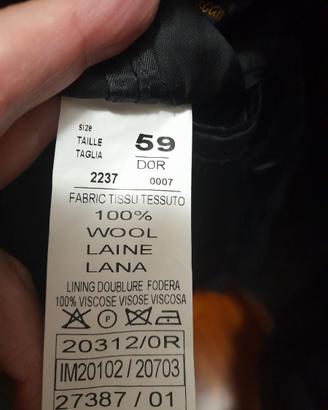 size
TAILLE
TAGLIA
59
DOR
2237 0007
FABRIC TISSU TESSUTO
100%
WOOL
LAINE
LANA
LINING DOUBLURE FODERA
100% VISCOSE VISOSE VISCOSA
P
20312/0R
IM20102 / 20703
27387 / 01